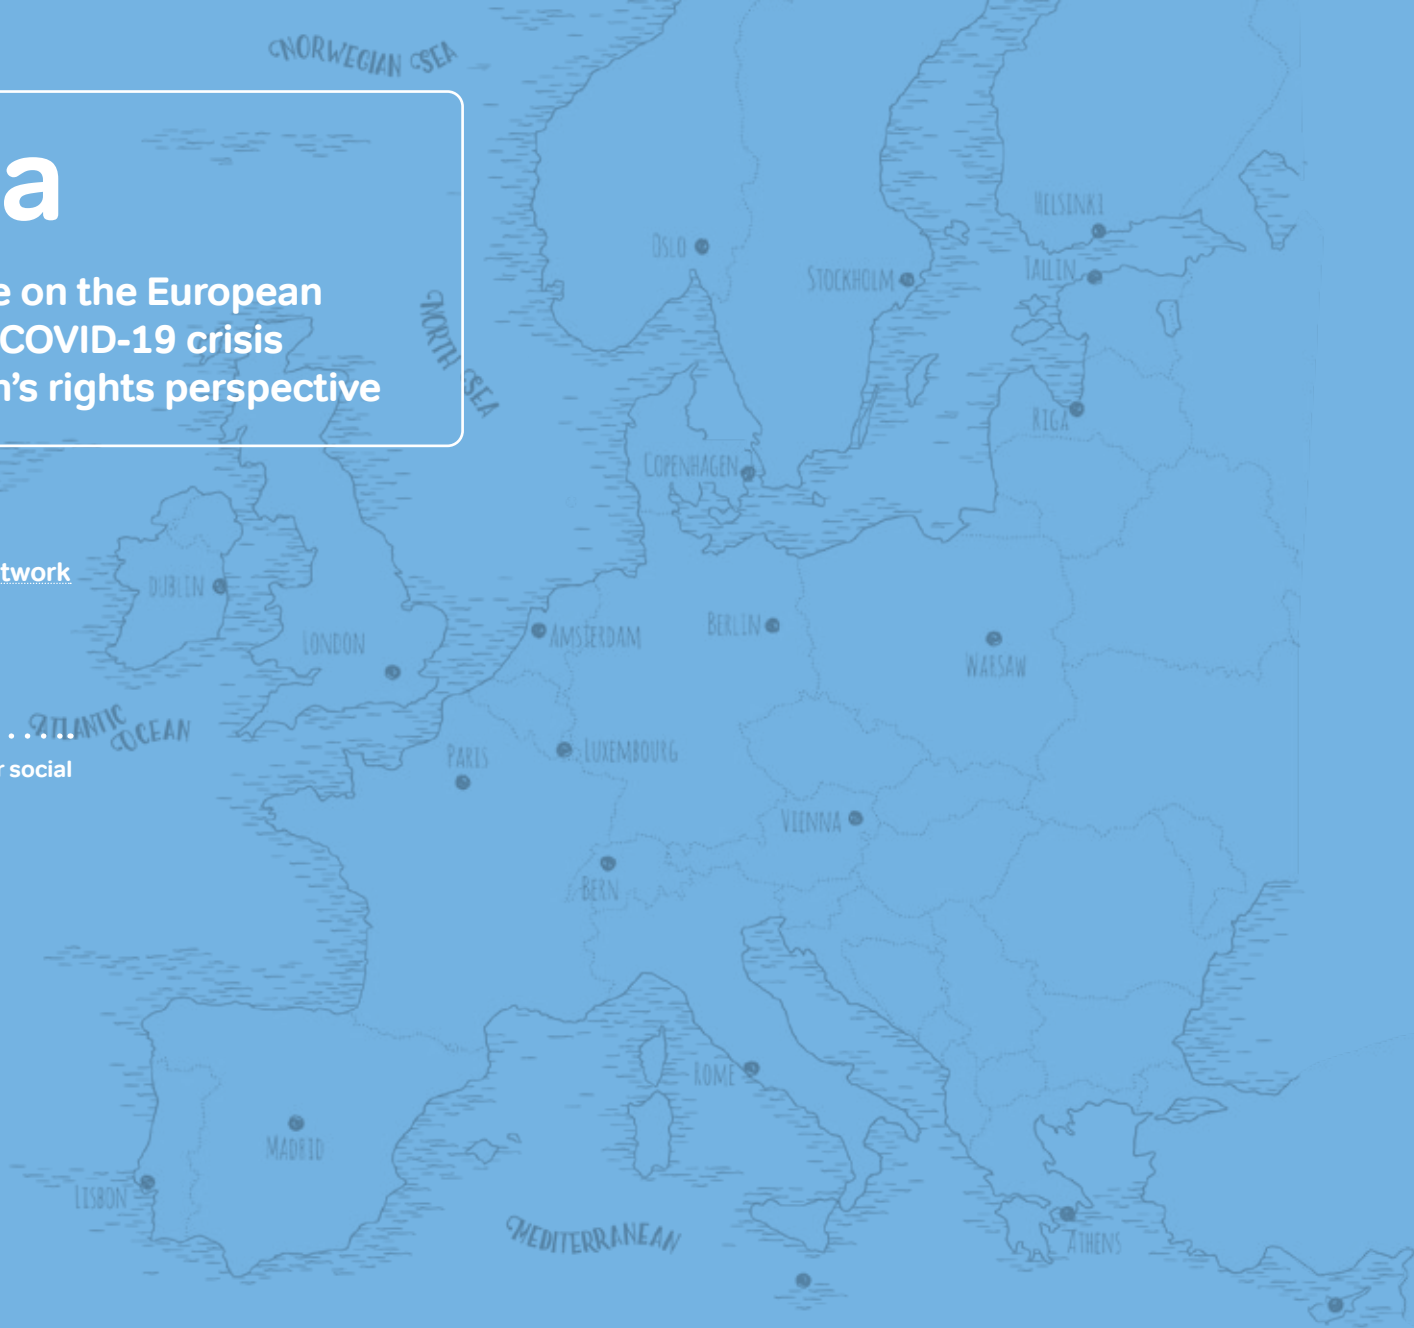 NORWEGIAN SEA
a
e on the European
COVID-19 crisis
n's rights perspective
NORTH SEA
HELSINKI
OSLO
STOCKHOLM
TALLIN
RIGA
COPENHAGEN
twork
DUBLIN
LONDON
AMSTERDAM
BERLIN
WARSAW
ATLANTIC
OCEAN
r social
PARIS
LUXEMBOURG
VIENNA
BERN
ROME
MADRID
LISBON
MEDITERRANEAN
ATHENS